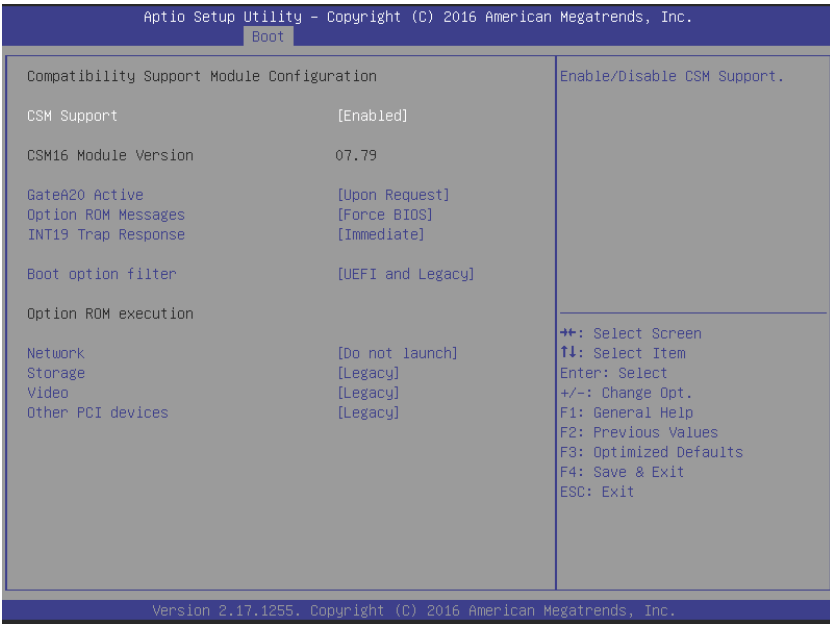 Aptio Setup Utility – Copyright (C) 2016 American Megatrends, Inc.
Boot
Compatibility Support Module Configuration
CSM Support [Enabled]
CSM16 Module Version 07.79
GateA20 Active [Upon Request]
Option ROM Messages [Force BIOS]
INT19 Trap Response [Immediate]
Boot option filter [UEFI and Legacy]
Option ROM execution
Network [Do not launch]
Storage [Legacy]
Video [Legacy]
Other PCI devices [Legacy]
Enable/Disable CSM Support.
→←: Select Screen
↑↓: Select Item
Enter: Select
+/-: Change Opt.
F1: General Help
F2: Previous Values
F3: Optimized Defaults
F4: Save & Exit
ESC: Exit
Version 2.17.1255. Copyright (C) 2016 American Megatrends, Inc.